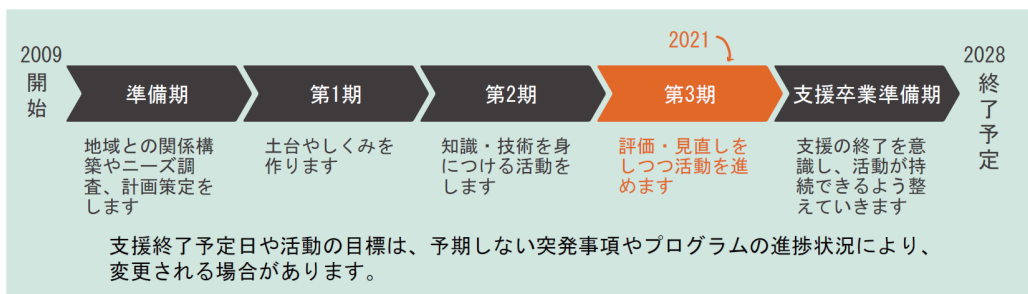 2021
2009
開始
準備期
第1期
第2期
第3期
支援卒業準備期
2028
終了予定
地域との関係構
築やニーズ調
査、計画策定を
します
土台やしくみを
作ります
知識・技術を身
につける活動を
します
評価・見直しを
しつつ活動を進
めます
支援の終了を意
識し、活動が持
続できるよう整
えていきます
支援終了予定日や活動の目標は、予期しない突発事項やプログラムの進捗状況により、
変更される場合があります。